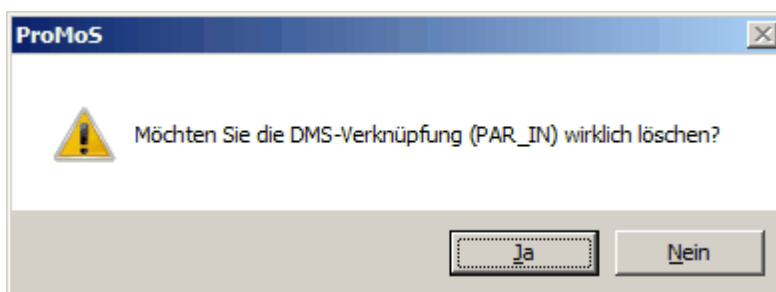 ProMoS
Möchten Sie die DMS-Verknüpfung (PAR_IN) wirklich löschen?
Ja
Nein